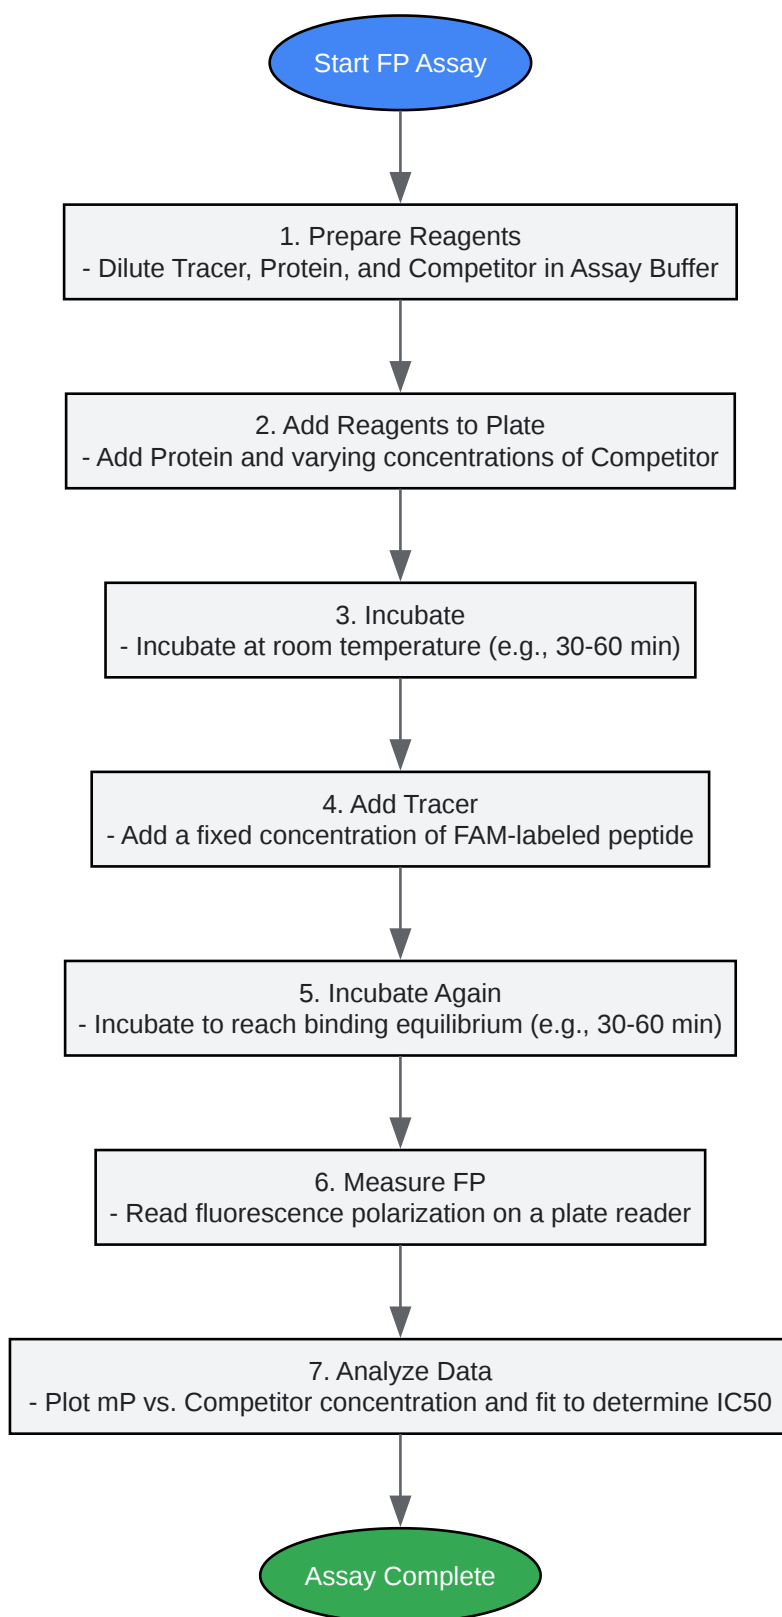 Start FP Assay
1. Prepare Reagents
- Dilute Tracer, Protein, and Competitor in Assay Buffer
2. Add Reagents to Plate
- Add Protein and varying concentrations of Competitor
3. Incubate
- Incubate at room temperature (e.g., 30-60 min)
4. Add Tracer
- Add a fixed concentration of FAM-labeled peptide
5. Incubate Again
- Incubate to reach binding equilibrium (e.g., 30-60 min)
6. Measure FP
- Read fluorescence polarization on a plate reader
7. Analyze Data
- Plot mP vs. Competitor concentration and fit to determine IC50
Assay Complete